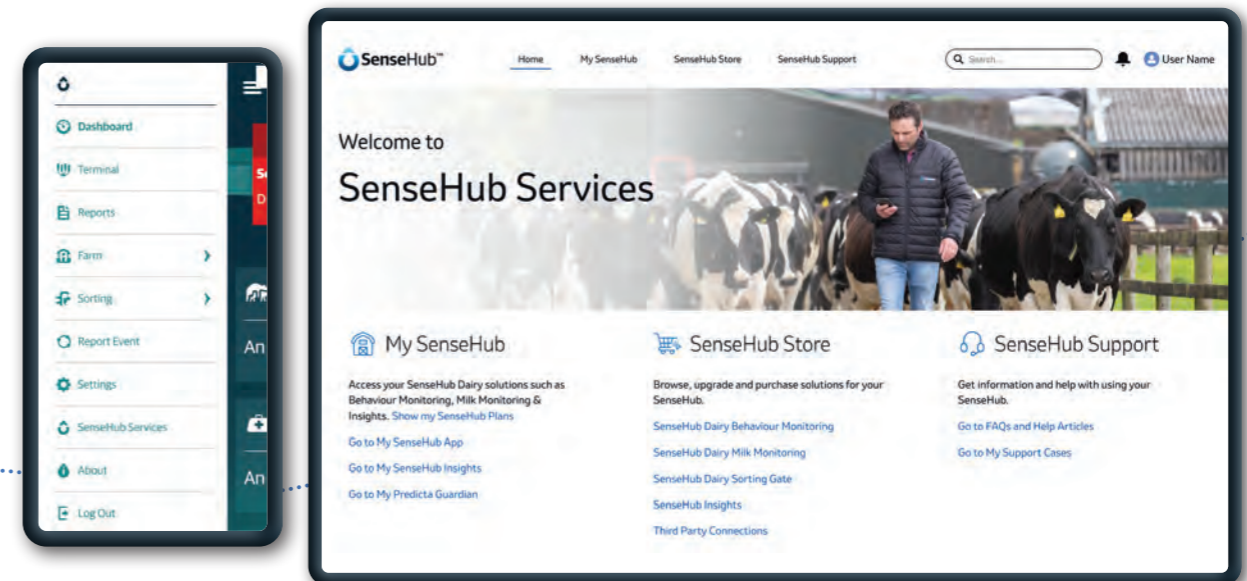 Dashboard
Terminal
Reports
Farm
Sorting
Report Event
Settings
SenseHub Services
About
Log Out
D
An
An
SenseHub™
Home
My SenseHub
SenseHub Store
SenseHub Support
Search...
User Name
Welcome to
SenseHub Services
My SenseHub
Access your SenseHub Dairy solutions such as
Behaviour Monitoring, Milk Monitoring &
Insights. Show my SenseHub Plans
Go to My SenseHub App
Go to My SenseHub Insights
Go to My Predicta Guardian
SenseHub Store
Browse, upgrade and purchase solutions for your
SenseHub.
SenseHub Dairy Behaviour Monitoring
SenseHub Dairy Milk Monitoring
SenseHub Dairy Sorting Gate
SenseHub Insights
Third Party Connections
SenseHub Support
Get information and help with using your
SenseHub.
Go to FAQs and Help Articles
Go to My Support Cases